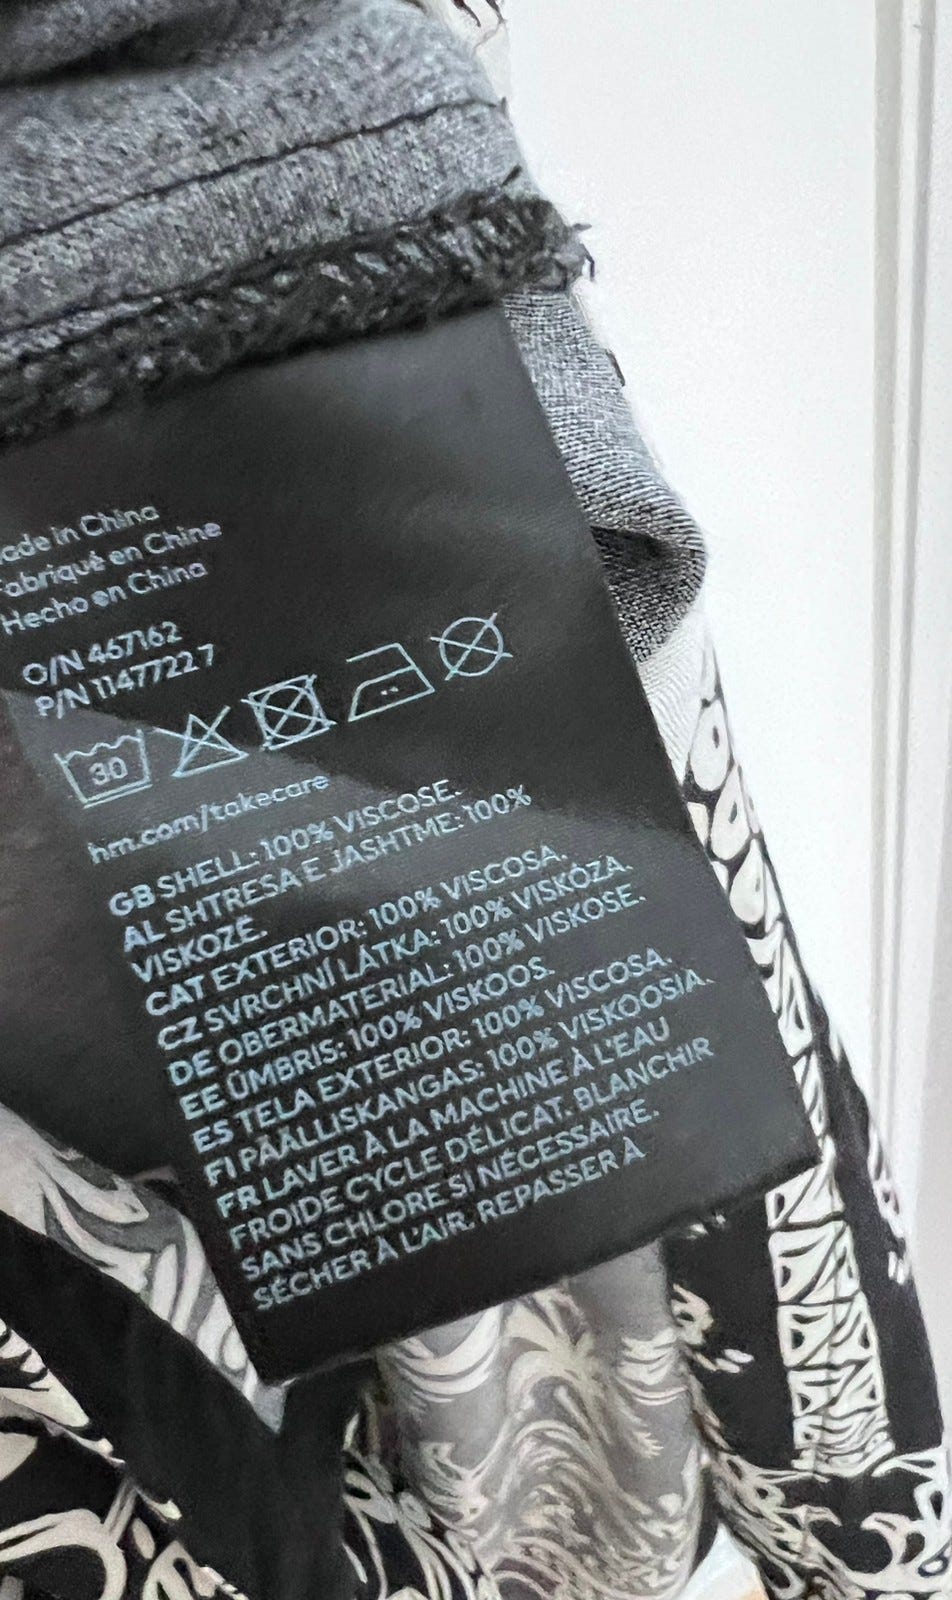 ade in China
Fabriqué en Chine
Hecho en China
O/N 467162
P/N 11477227
30
hm.com/takecare
GB SHELL: 100% VISCOSE.
AL SHTRESA E JASHTME: 100%
VISKOZË.
CAT EXTERIOR: 100% VISCOSA.
CZ SVRCHNÍ LÁTKA: 100% VISKÓZA.
DE OBERMATERIAL: 100% VISKOSE.
EE ÜMBRIS: 100% VISKOOS.
ES TELA EXTERIOR: 100% VISCOSA.
FI PÄÄLLISKANGAS: 100% VISKOOSIA.
FR LAVER À LA MACHINE À L'EAU
FROIDE CYCLE DÉLICAT. BLANCHIR
SANS CHLORE SI NÉCESSAIRE.
SÉCHER À L'AIR. REPASSER À